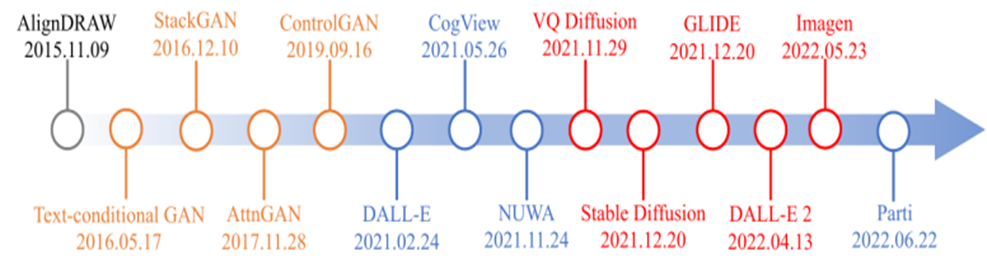 AlignDRAW
2015.11.09
StackGAN
2016.12.10
ControlGAN
2019.09.16
CogView
2021.05.26
VQ Diffusion
2021.11.29
GLIDE
2021.12.20
Imagen
2022.05.23
Text-conditional GAN
2016.05.17
AttnGAN
2017.11.28
DALL-E
2021.02.24
NUWA
2021.11.24
Stable Diffusion
2021.12.20
DALL-E 2
2022.04.13
Parti
2022.06.22